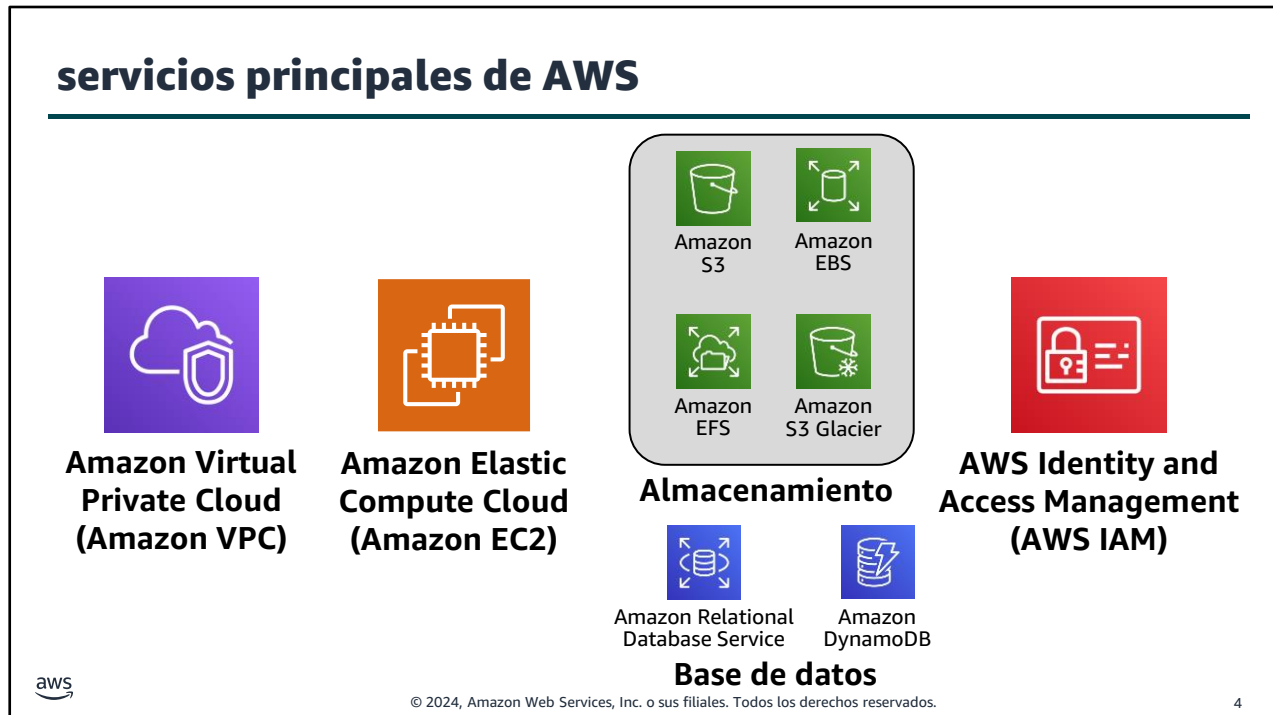 servicios principales de AWS
Amazon Virtual
Private Cloud
(Amazon VPC)
Amazon Elastic
Compute Cloud
(Amazon EC2)
Amazon
S3
Amazon
EBS
Amazon
EFS
Amazon
S3 Glacier
Almacenamiento
Amazon Relational
Database Service
Amazon
DynamoDB
Base de datos
AWS Identity and
Access Management
(AWS IAM)
aws
© 2024, Amazon Web Services, Inc. o sus filiales. Todos los derechos reservados.
4